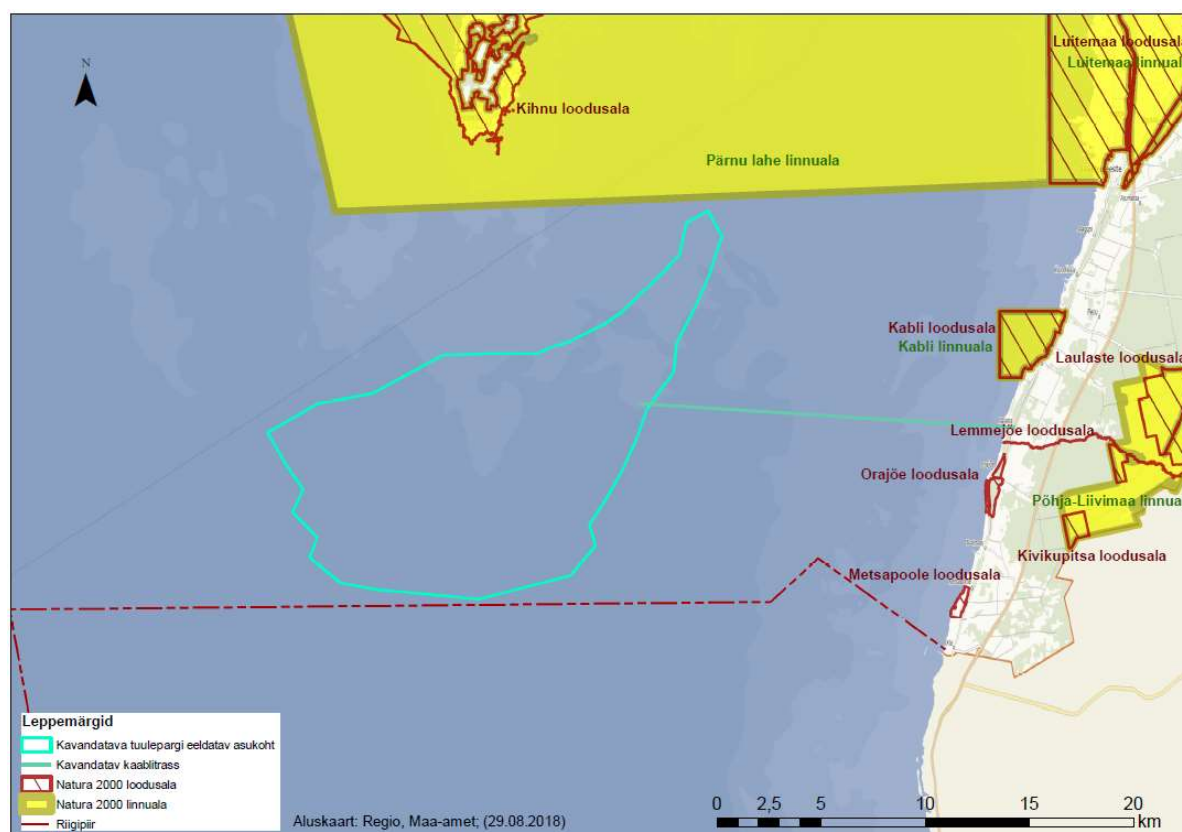 N
Luitemaa loodusala
Luitemaa linnuala
Kihnu loodusala
Pärnu lahe linnuala
Kabli loodusala
Kabli linnuala
Laulaste loodusala
Lemmejõe loodusala
Orajõe loodusala
Põhja-Liivimaa linnual
Kivikupitsa loodusala
Metsapoole loodusala
Leppemärgid
Kavandatava tuulepargi eeldatav asukoht
Kavandatav kaablitrass
Natura 2000 loodusala
Natura 2000 linnuala
Riigipiir
Aluskaart: Regio, Maa-amet; (29.08.2018)
0 2,5 5 10 15 20
km